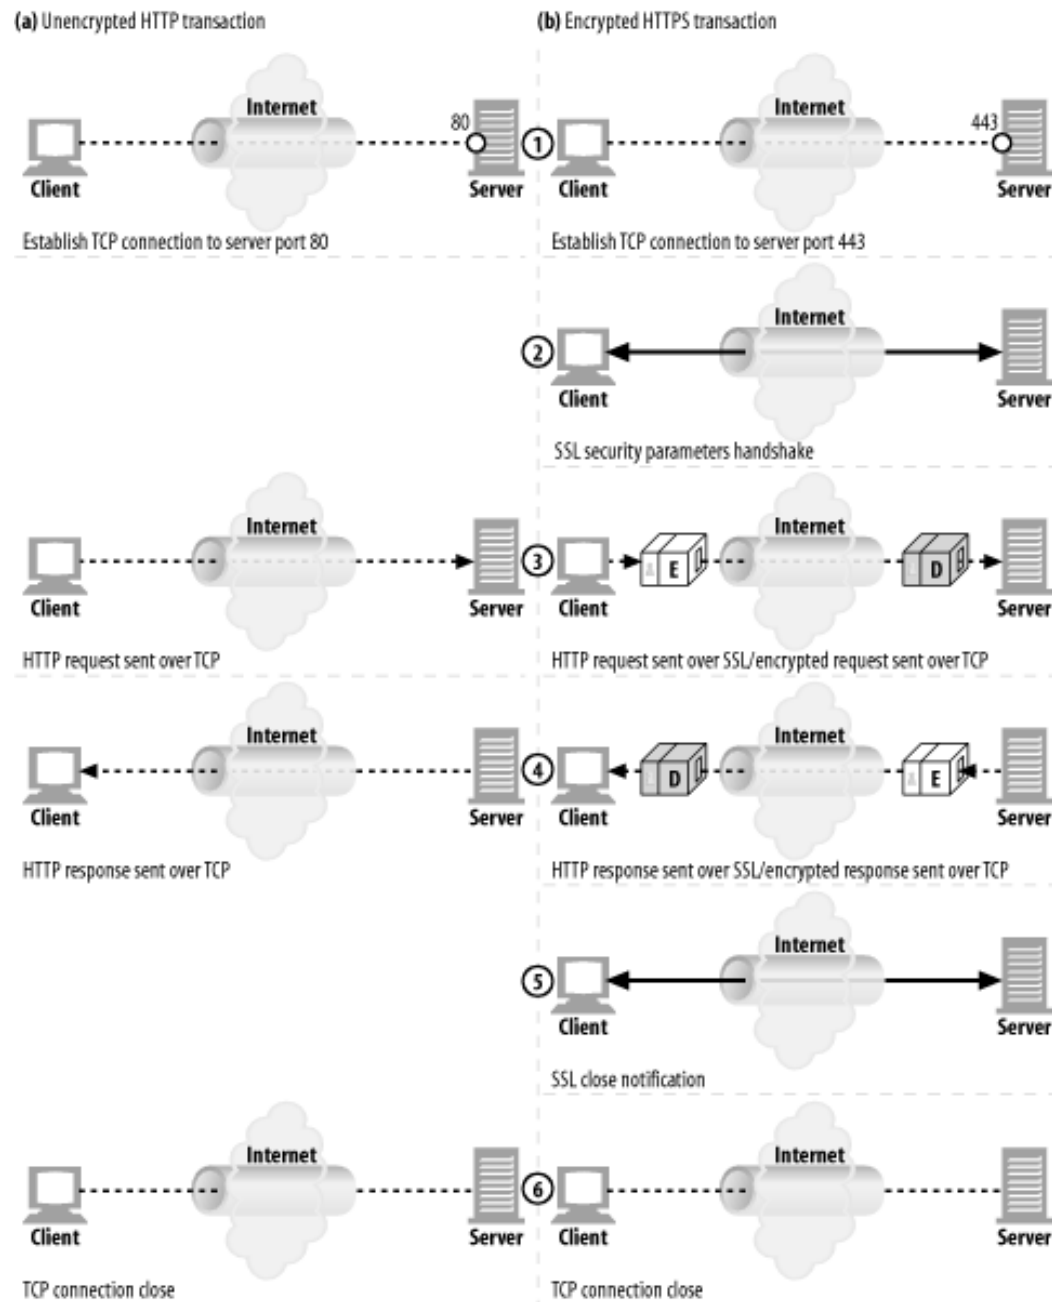 (a) Unencrypted HTTP transaction
(b) Encrypted HTTPS transaction
Internet
80
Client
Server
Establish TCP connection to server port 80
1
Internet
443
Client
Server
Establish TCP connection to server port 443
2
Internet
Client
Server
SSL security parameters handshake
Internet
Client
Server
HTTP request sent over TCP
3
Internet
E
D
Client
Server
HTTP request sent over SSL/encrypted request sent over TCP
Internet
Client
Server
HTTP response sent over TCP
4
Internet
D
E
Client
Server
HTTP response sent over SSL/encrypted response sent over TCP
5
Internet
Client
Server
SSL close notification
Internet
Client
Server
TCP connection close
6
Internet
Client
Server
TCP connection close